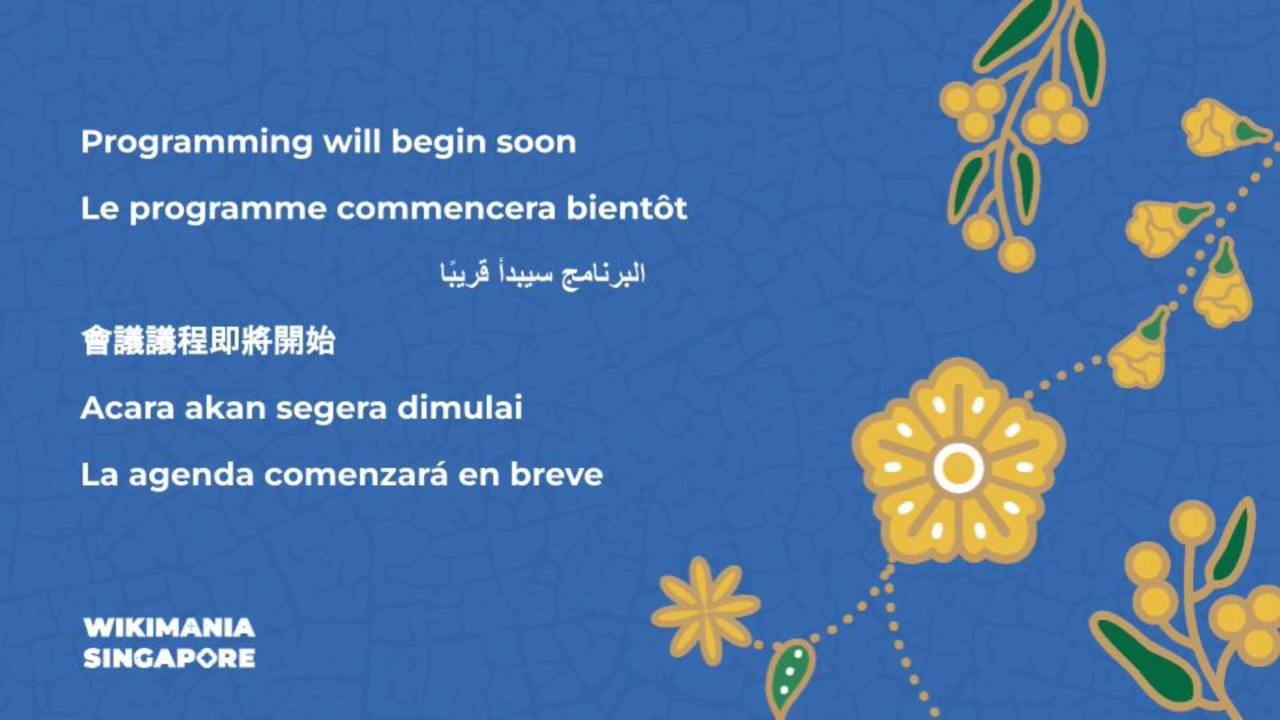 Programming will begin soon
Le programme commencera bientôt
البرنامج سيبدأ قريبًا
會議議程即將開始
Acara akan segera dimulai
La agenda comenzará en breve
WIKIMANIA
SINGAPORE